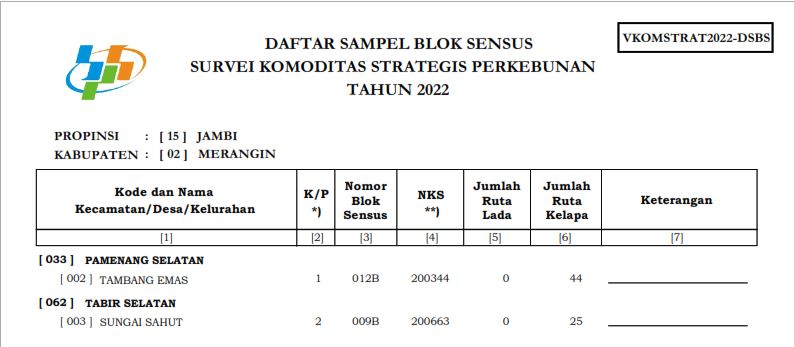 VKOMSTRAT2022-DSBS
DAFTAR SAMPEL BLOK SENSUS
SURVEI KOMODITAS STRATEGIS PERKEBUNAN
TAHUN 2022
PROPINSI : [ 15 ] JAMBI
KABUPATEN : [ 02 ] MERANGIN
Kode dan Nama Kecamatan/Desa/Kelurahan K/P *) Nomor Blok Sensus NKS **) Jumlah Ruta Lada Jumlah Ruta Kelapa Keterangan
[1] [2] [3] [4] [5] [6] [7]
[ 033 ] PAMENANG SELATAN
[ 002 ] TAMBANG EMAS 1 012B 200344 0 44
[ 062 ] TABIR SELATAN
[ 003 ] SUNGAI SAHUT 2 009B 200663 0 25